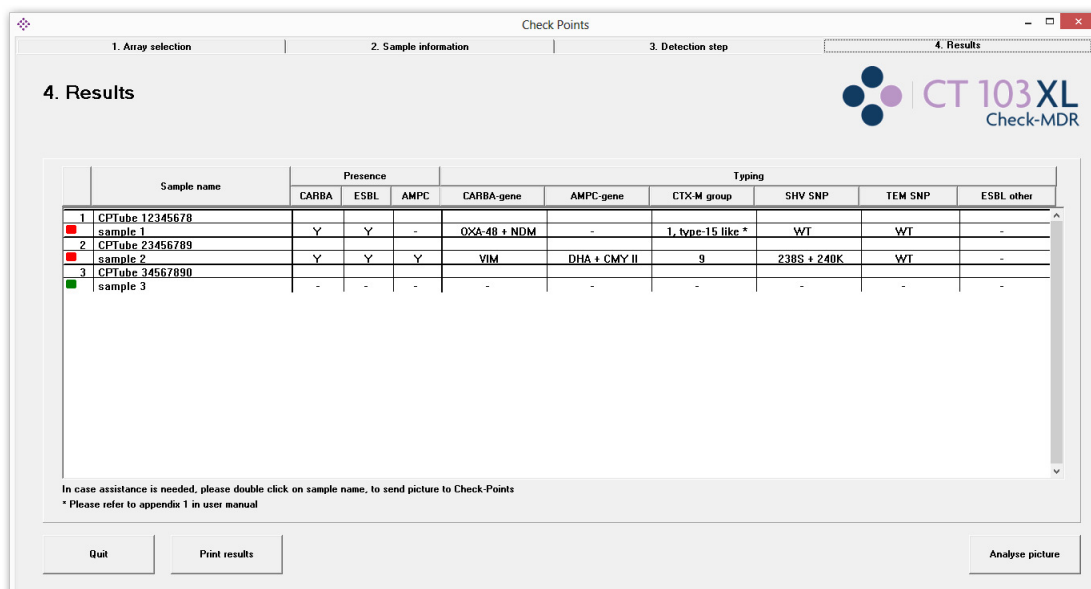 Check Points
1. Array selection 2. Sample information 3. Detection step 4. Results
4. Results
CT 103 XL
Check-MDR
Sample name Presence Typing
CARBA ESBL AMPC CARBA-gene AMPC-gene CTX-M group SHV SNP TEM SNP ESBL other
1 CPTube 12345678
sample 1 Y Y - OXA-48 + NDM - 1, type-15 like * WT WT -
2 CPTube 23456789
sample 2 Y Y Y VIM DHA + CMY II 9 238S + 240K WT -
3 CPTube 34567890
sample 3 - - - - - - - - -
In case assistance is needed, please double click on sample name, to send picture to Check-Points
* Please refer to appendix 1 in user manual
Quit Print results Analyse picture